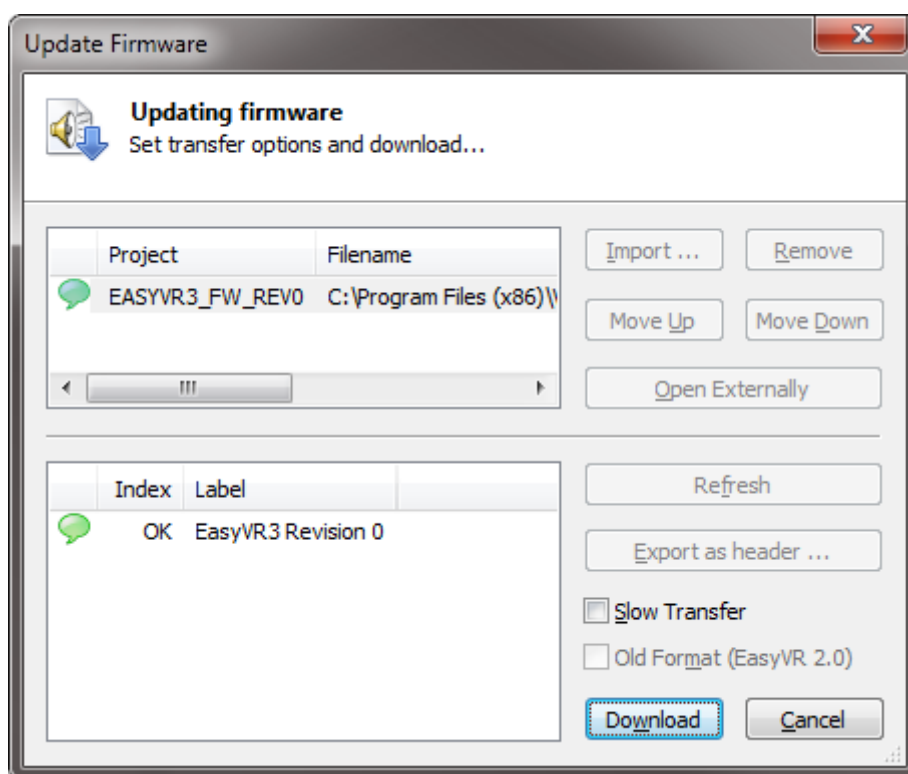 Update Firmware
Updating firmware
Set transfer options and download...
Project Filename
EASYVR3_FW_REV0 C:\Program Files (x86)\
Import ... Remove
Move Up Move Down
Open Externally
Index Label
OK EasyVR3 Revision 0
Refresh
Export as header ...
Slow Transfer
Old Format (EasyVR 2.0)
Download Cancel